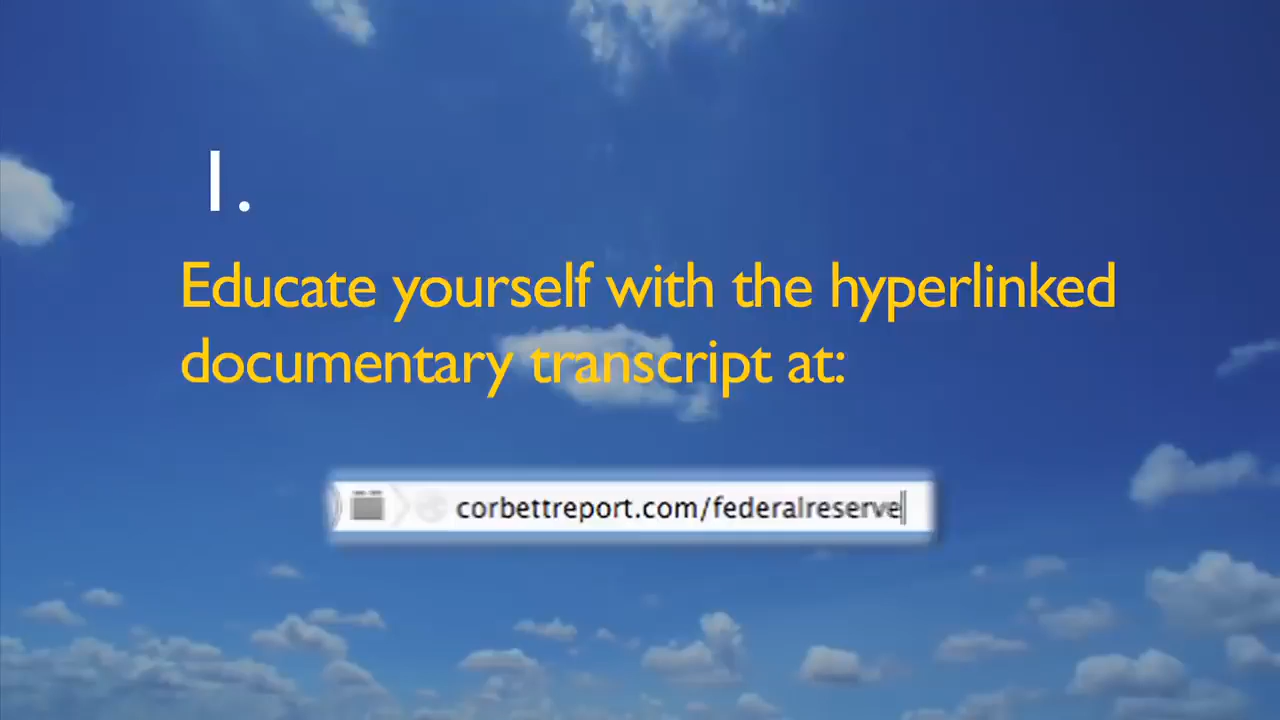 1.
Educate yourself with the hyperlinked
documentary transcript at:
corbettreport.com/federalreserve